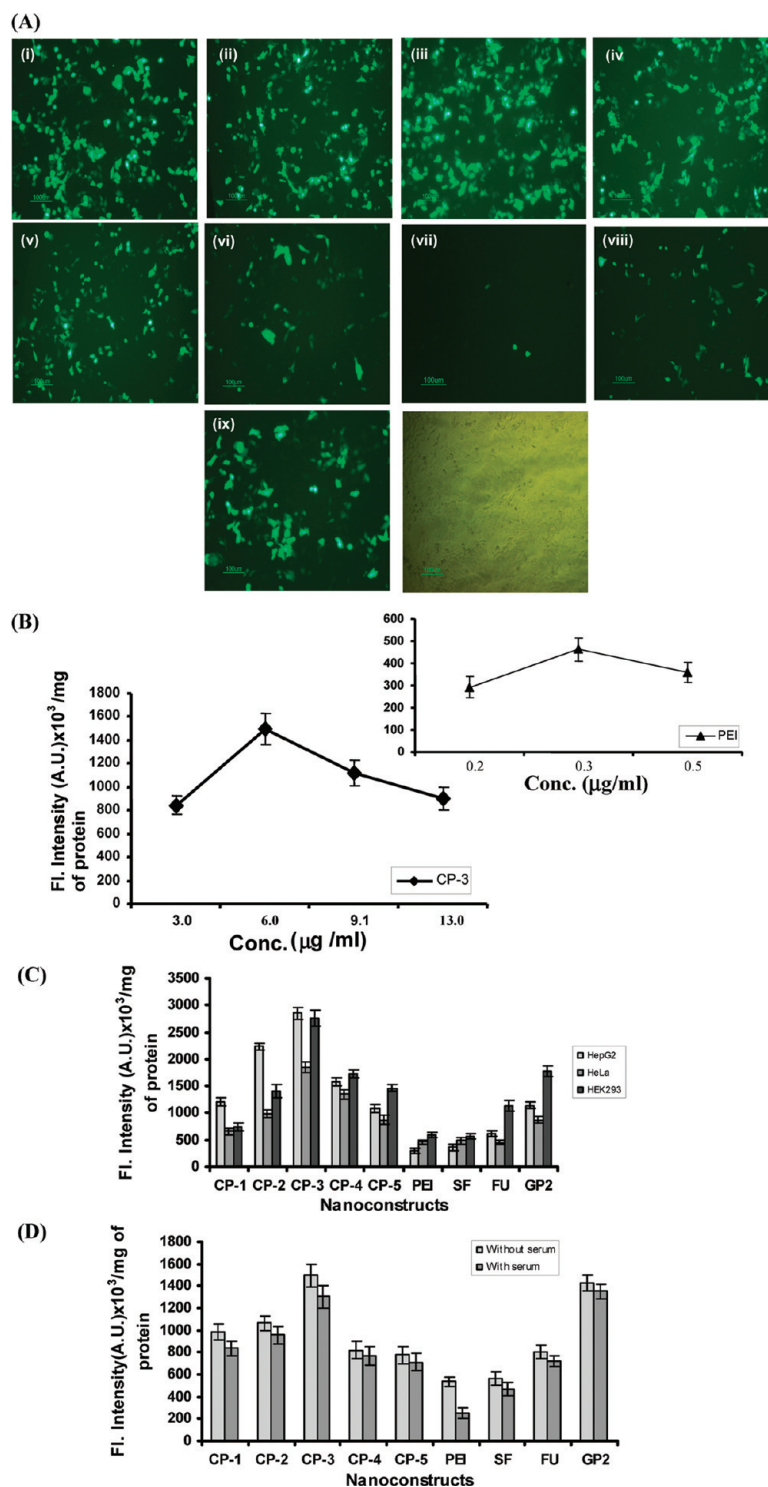 (A)
(i) (ii) (iii (iv
100µm 100µm
(v) (vi) (vii) (viii)
100µm 100µm 100µm 100µm
(ix)
100µm
(B)
Fl. Intensity (A.U.)x10³/mg
of protein
1800
1600
1400
1200
1000
800
600
400
200
0
3.0 6.0 9.1 13.0
Conc. (µg /ml)
CP-3
600
500
400
300
200
100
0
0.2 0.3 0.5
Conc. (µg/ml)
PEI
(C)
Fl. Intensity (A.U.)x10³/mg
of protein
3500
3000
2500
2000
1500
1000
500
0
CP-1 CP-2 CP-3 CP-4 CP-5 PEI SF FU GP2
Nanoconstructs
HepG2
HeLa
HEK293
(D)
Fl. Intensity(A.U.)x10³/mg of
protein
1800
1600
1400
1200
1000
800
600
400
200
0
CP-1 CP-2 CP-3 CP-4 CP-5 PEI SF FU GP2
Nanoconstructs
Without serum
With serum